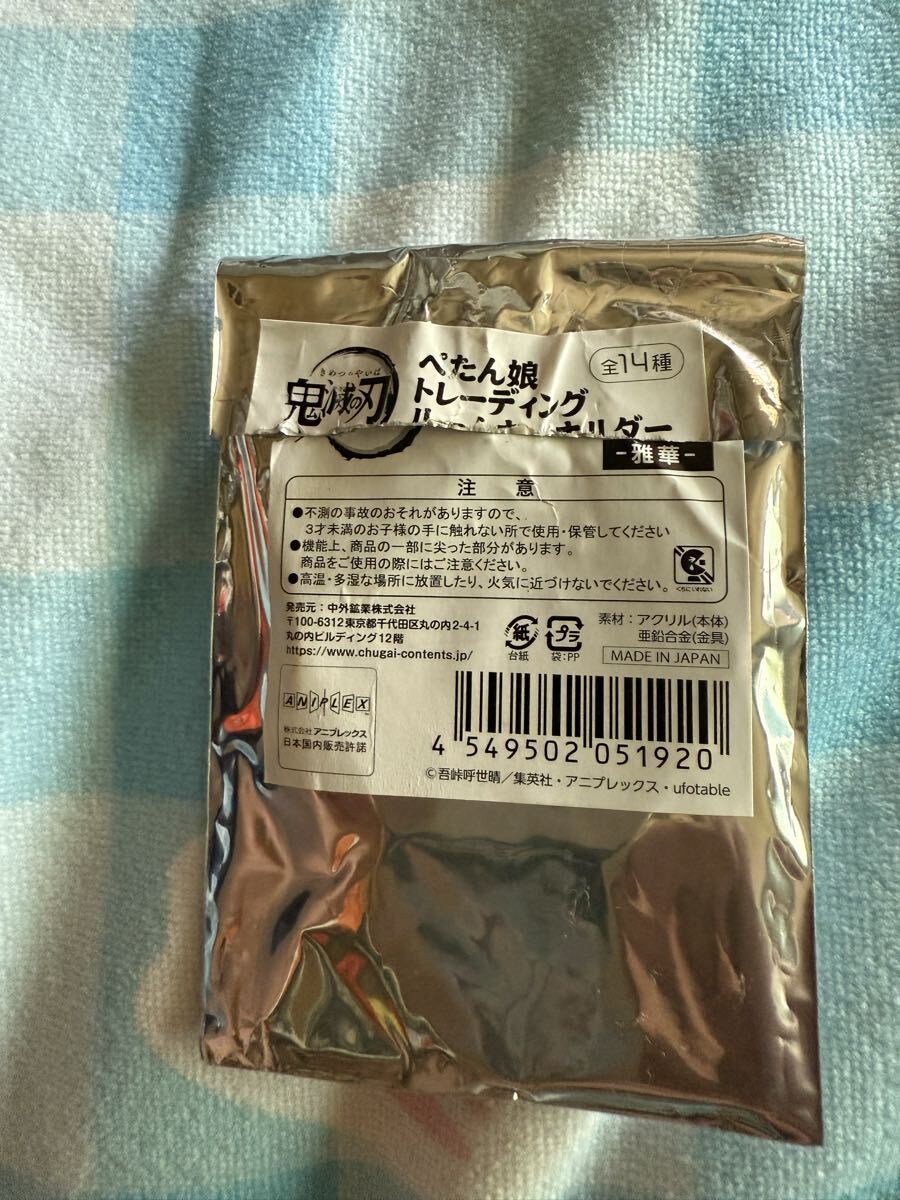 きめつのやいば
鬼滅の刃
ぺたん娘
トレーディング
ホルダー
全14種
-雅華-
注 意
●不測の事故のおそれがありますので、
3才未満のお子様の手に触れない所で使用・保管してください
●機能上、商品の一部に尖った部分があります。
商品をご使用の際にはご注意ください。
●高温・多湿な場所に放置したり、火気に近づけないでください。
くちにいれない
発売元：中外鉱業株式会社
〒100-6312東京都千代田区丸の内2-4-1
丸の内ビルディング12階
https://www.chugai-contents.jp/
紙
台紙
プラ
袋:PP
素材：アクリル(本体)
亜鉛合金(金具)
MADE IN JAPAN
ANIPLEX
株式会社 アニプレックス
日本国内販売許諾
4 549502 051920
©吾峠呼世晴／集英社・アニプレックス・ufotable